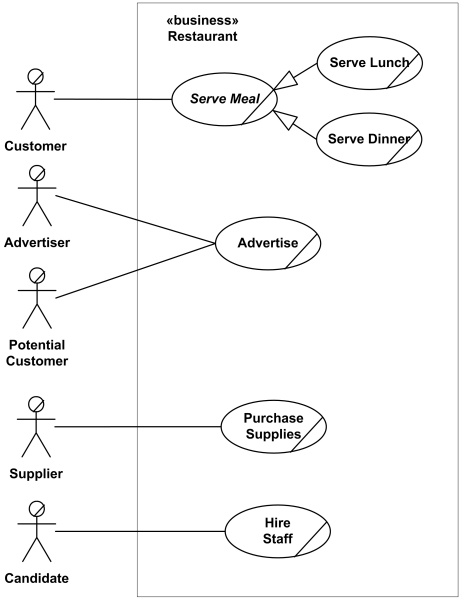 «business»
Restaurant
Serve Lunch
Serve Meal
Customer
Serve Dinner
Advertiser
Advertise
Potential
Customer
Purchase
Supplies
Supplier
Hire
Staff
Candidate